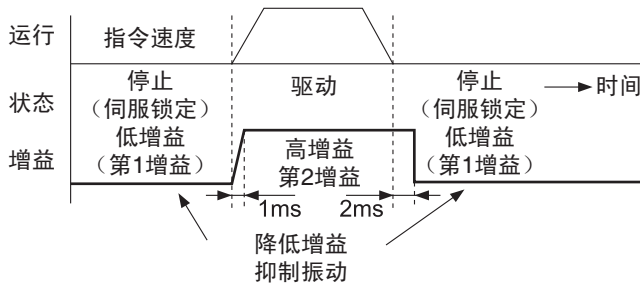 运行
指令速度
状态
停止
（伺服锁定）
驱动
停止
（伺服锁定）
时间
增益
低增益
（第1增益）
高增益
第2增益
低增益
（第1增益）
1ms
2ms
降低增益
抑制振动